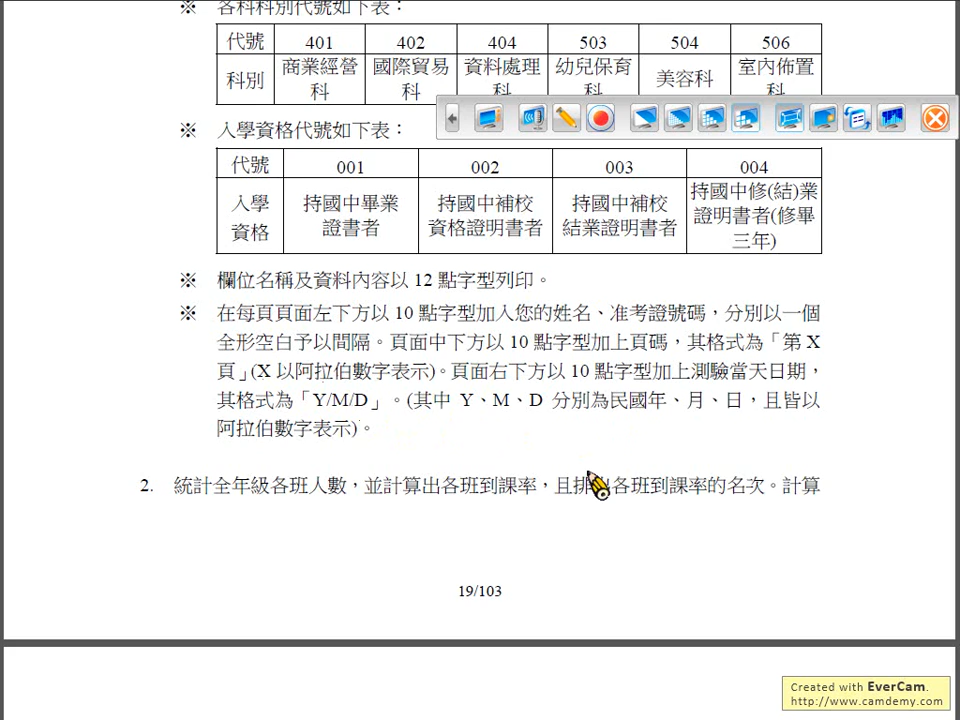 ※ 各科科別代號如下表：
代號 401 402 404 503 504 506
科別 商業經營科 國際貿易科 資料處理科 幼兒保育科 美容科 室內佈置科
※ 入學資格代號如下表：
代號 001 002 003 004
入學資格 持國中畢業證書者 持國中補校資格證明書者 持國中補校結業證明書者 持國中修(結)業證明書者(修畢三年)
※ 欄位名稱及資料內容以 12 點字型列印。
※ 在每頁頁面左下方以 10 點字型加入您的姓名、准考證號碼，分別以一個
全形空白予以間隔。頁面中下方以 10 點字型加上頁碼，其格式為「第 X
頁」(X 以阿拉伯數字表示)。頁面右下方以 10 點字型加上測驗當天日期，
其格式為「Y/M/D」。(其中 Y、M、D 分別為民國年、月、日，且皆以
阿拉伯數字表示)。
2. 統計全年級各班人數，並計算出各班到課率，且排出各班到課率的名次。計算
19/103
Created with EverCam.
http://www.camdemy.com